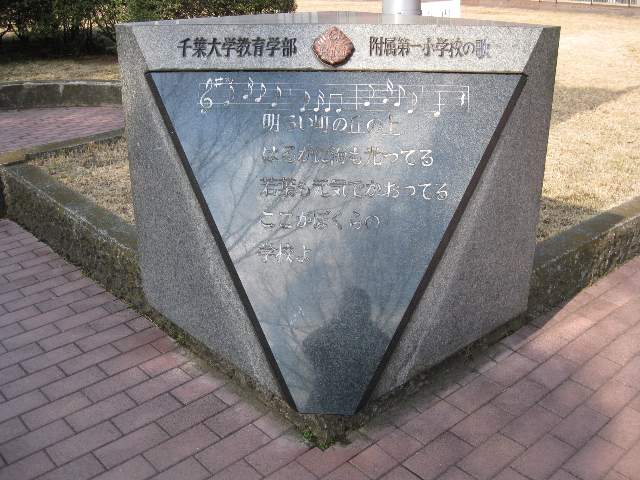 千葉大学教育学部 附属第一小学校の歌
明るい町の丘の上
はるかに海も光ってる
若葉も元気でかおってる
ここがぼくらの
学校よ